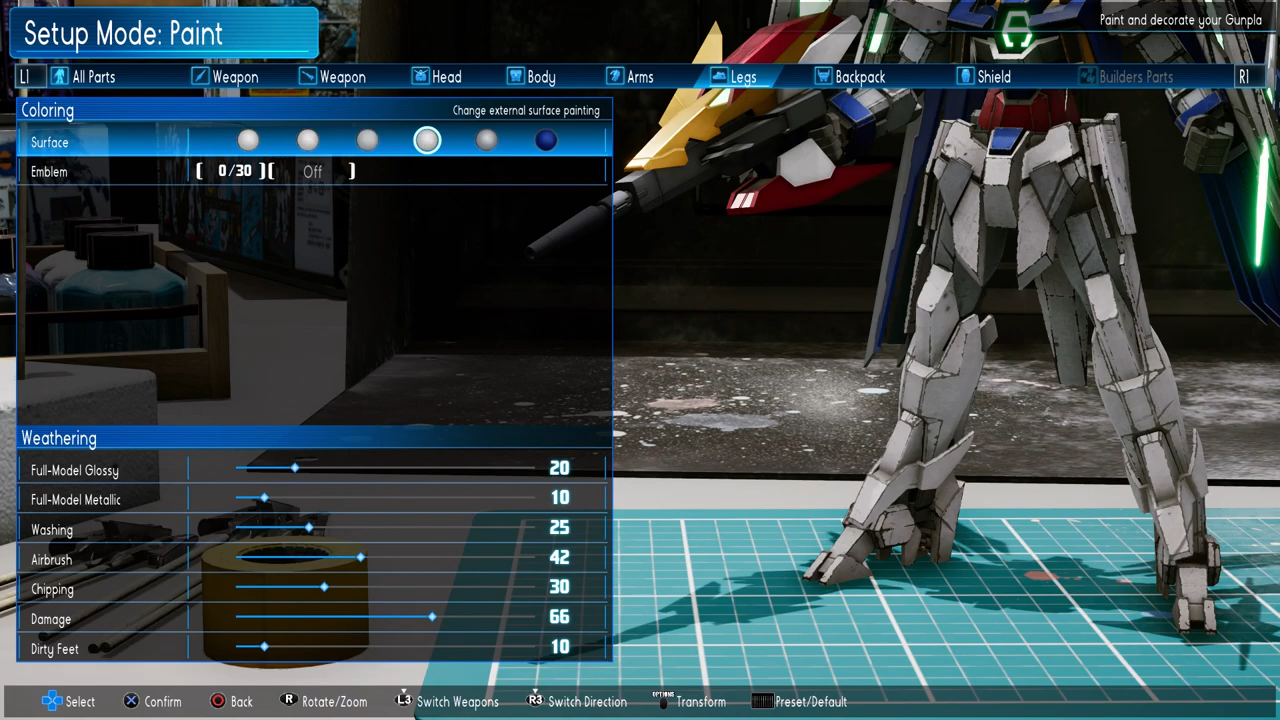 Setup Mode: Paint
Paint and decorate your Gunpla
L1 All Parts Weapon Weapon Head Body Arms Legs Backpack Shield Builders Parts R1
Coloring Change external surface painting
Surface
Emblem [ 0/30 ][ Off ]
Weathering
Full-Model Glossy 20
Full-Model Metallic 10
Washing 25
Airbrush 42
Chipping 30
Damage 66
Dirty Feet 10
Select Confirm Back R Rotate/Zoom L3 Switch Weapons R3 Switch Direction OPTIONS Transform Preset/Default